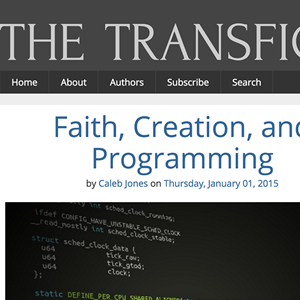 THE TRANSFIG
Home About Authors Subscribe Search
Faith, Creation, and
Programming
by Caleb Jones on Thursday, January 01, 2015
int sched_clock_running;
ifdef CONFIG_HAVE_UNSTABLE_SCHED_CLOCK
__read_mostly int sched_clock_stable;
struct sched_clock_data {
u64 tick_raw;
u64 tick_gtod;
u64 clock;
static DEFINE_PER_CPU_SHARED_ALIGNED(